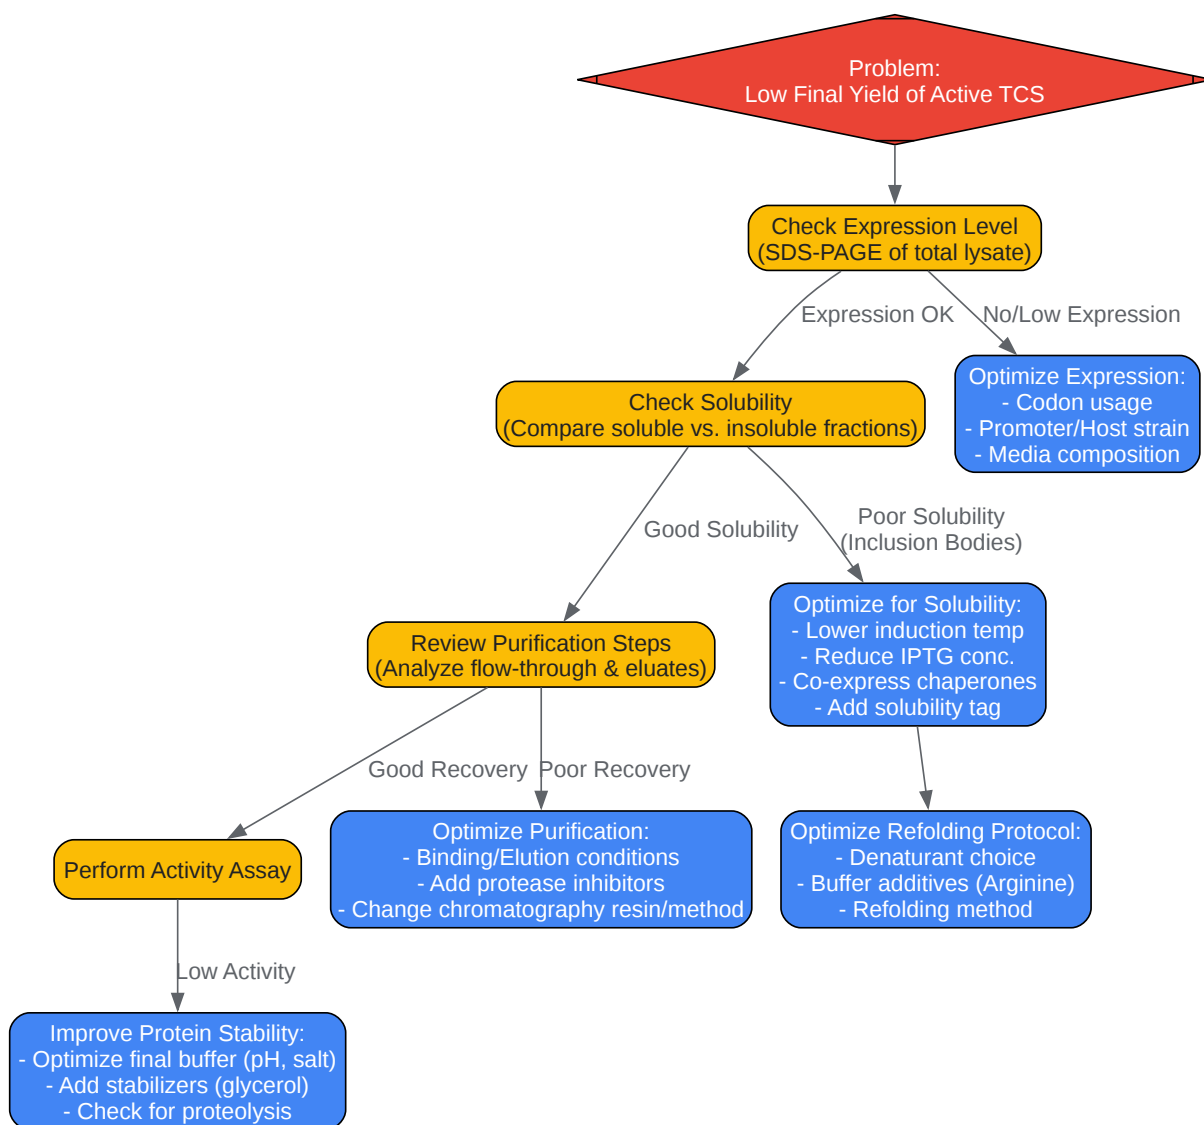 Problem:
Low Final Yield of Active TCS
Check Expression Level
(SDS-PAGE of total lysate)
Expression OK
No/Low Expression
Optimize Expression:
- Codon usage
- Promoter/Host strain
- Media composition
Check Solubility
(Compare soluble vs. insoluble fractions)
Good Solubility
Poor Solubility
(Inclusion Bodies)
Optimize for Solubility:
- Lower induction temp
- Reduce IPTG conc.
- Co-express chaperones
- Add solubility tag
Review Purification Steps
(Analyze flow-through & eluates)
Good Recovery
Poor Recovery
Perform Activity Assay
Optimize Purification:
- Binding/Elution conditions
- Add protease inhibitors
- Change chromatography resin/method
Optimize Refolding Protocol:
- Denaturant choice
- Buffer additives (Arginine)
- Refolding method
Low Activity
Improve Protein Stability:
- Optimize final buffer (pH, salt)
- Add stabilizers (glycerol)
- Check for proteolysis